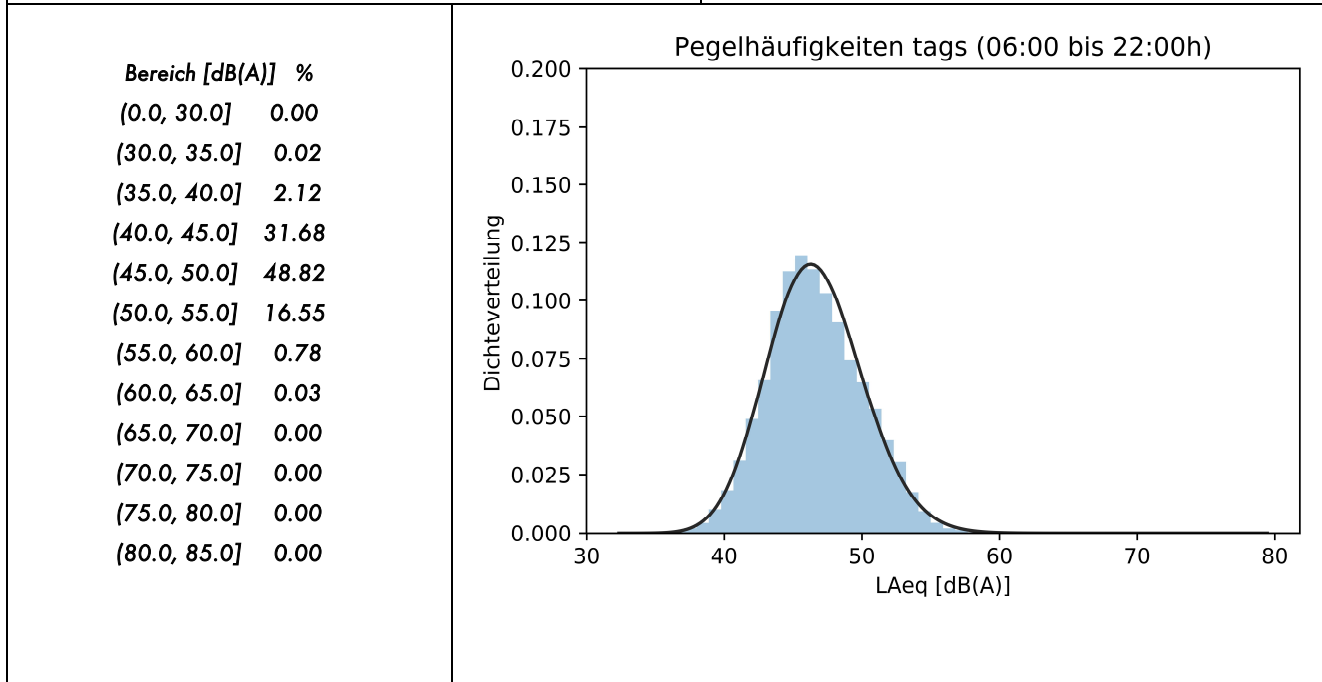 Bereich [dB(A)] %
(0.0, 30.0] 0.00
(30.0, 35.0] 0.02
(35.0, 40.0] 2.12
(40.0, 45.0] 31.68
(45.0, 50.0] 48.82
(50.0, 55.0] 16.55
(55.0, 60.0] 0.78
(60.0, 65.0] 0.03
(65.0, 70.0] 0.00
(70.0, 75.0] 0.00
(75.0, 80.0] 0.00
(80.0, 85.0] 0.00
Pegelhäufigkeiten tags (06:00 bis 22:00h)
Dichteverteilung
0.200
0.175
0.150
0.125
0.100
0.075
0.050
0.025
0.000
30 40 50 60 70 80
LAeq [dB(A)]